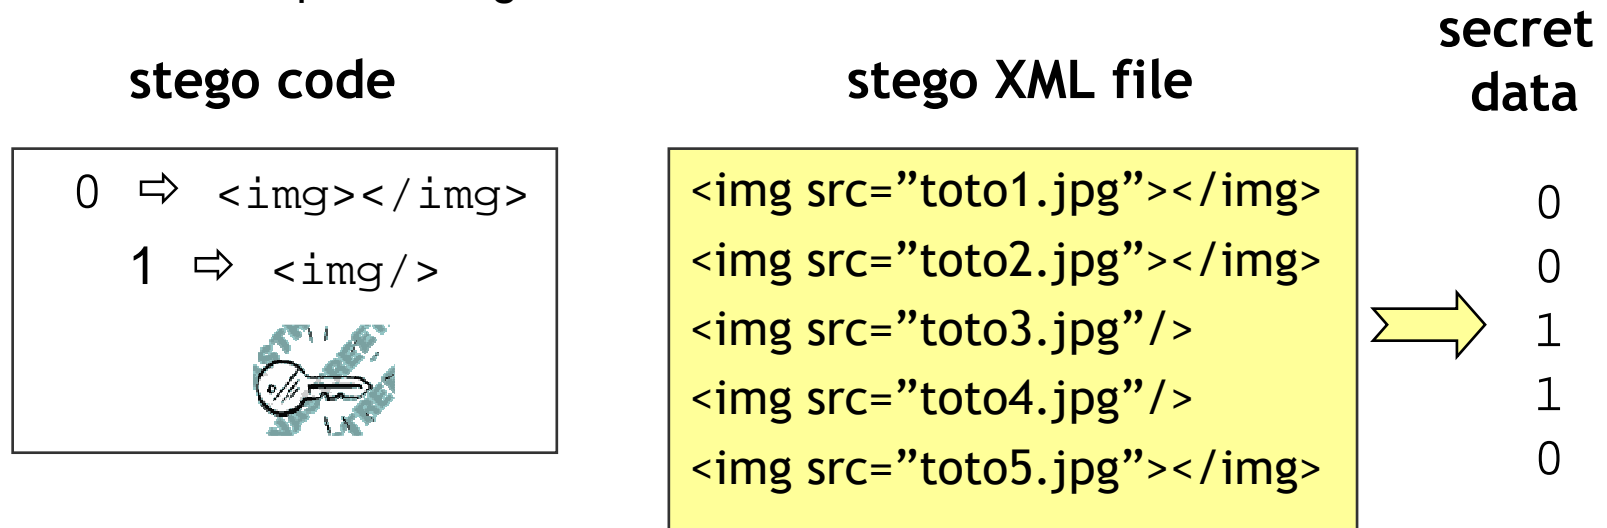 stego code
0 ⇨ <img></img>
1 ⇨ <img/>
stego XML file
<img src=”toto1.jpg”></img>
<img src=”toto2.jpg”></img>
<img src=”toto3.jpg”/>
<img src=”toto4.jpg”/>
<img src=”toto5.jpg”></img>
secret
data
0
0
1
1
0